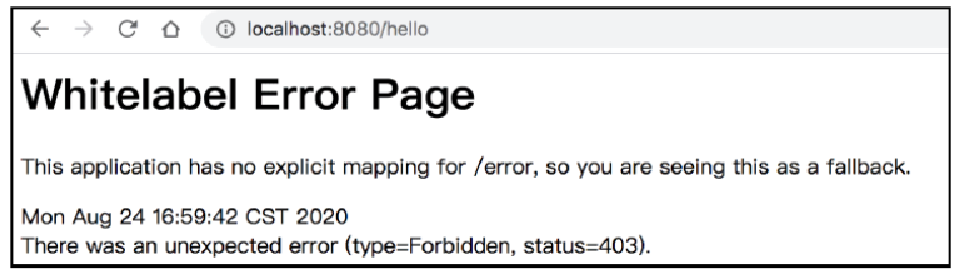 localhost:8080/hello
Whitelabel Error Page
This application has no explicit mapping for /error, so you are seeing this as a fallback.
Mon Aug 24 16:59:42 CST 2020
There was an unexpected error (type=Forbidden, status=403).